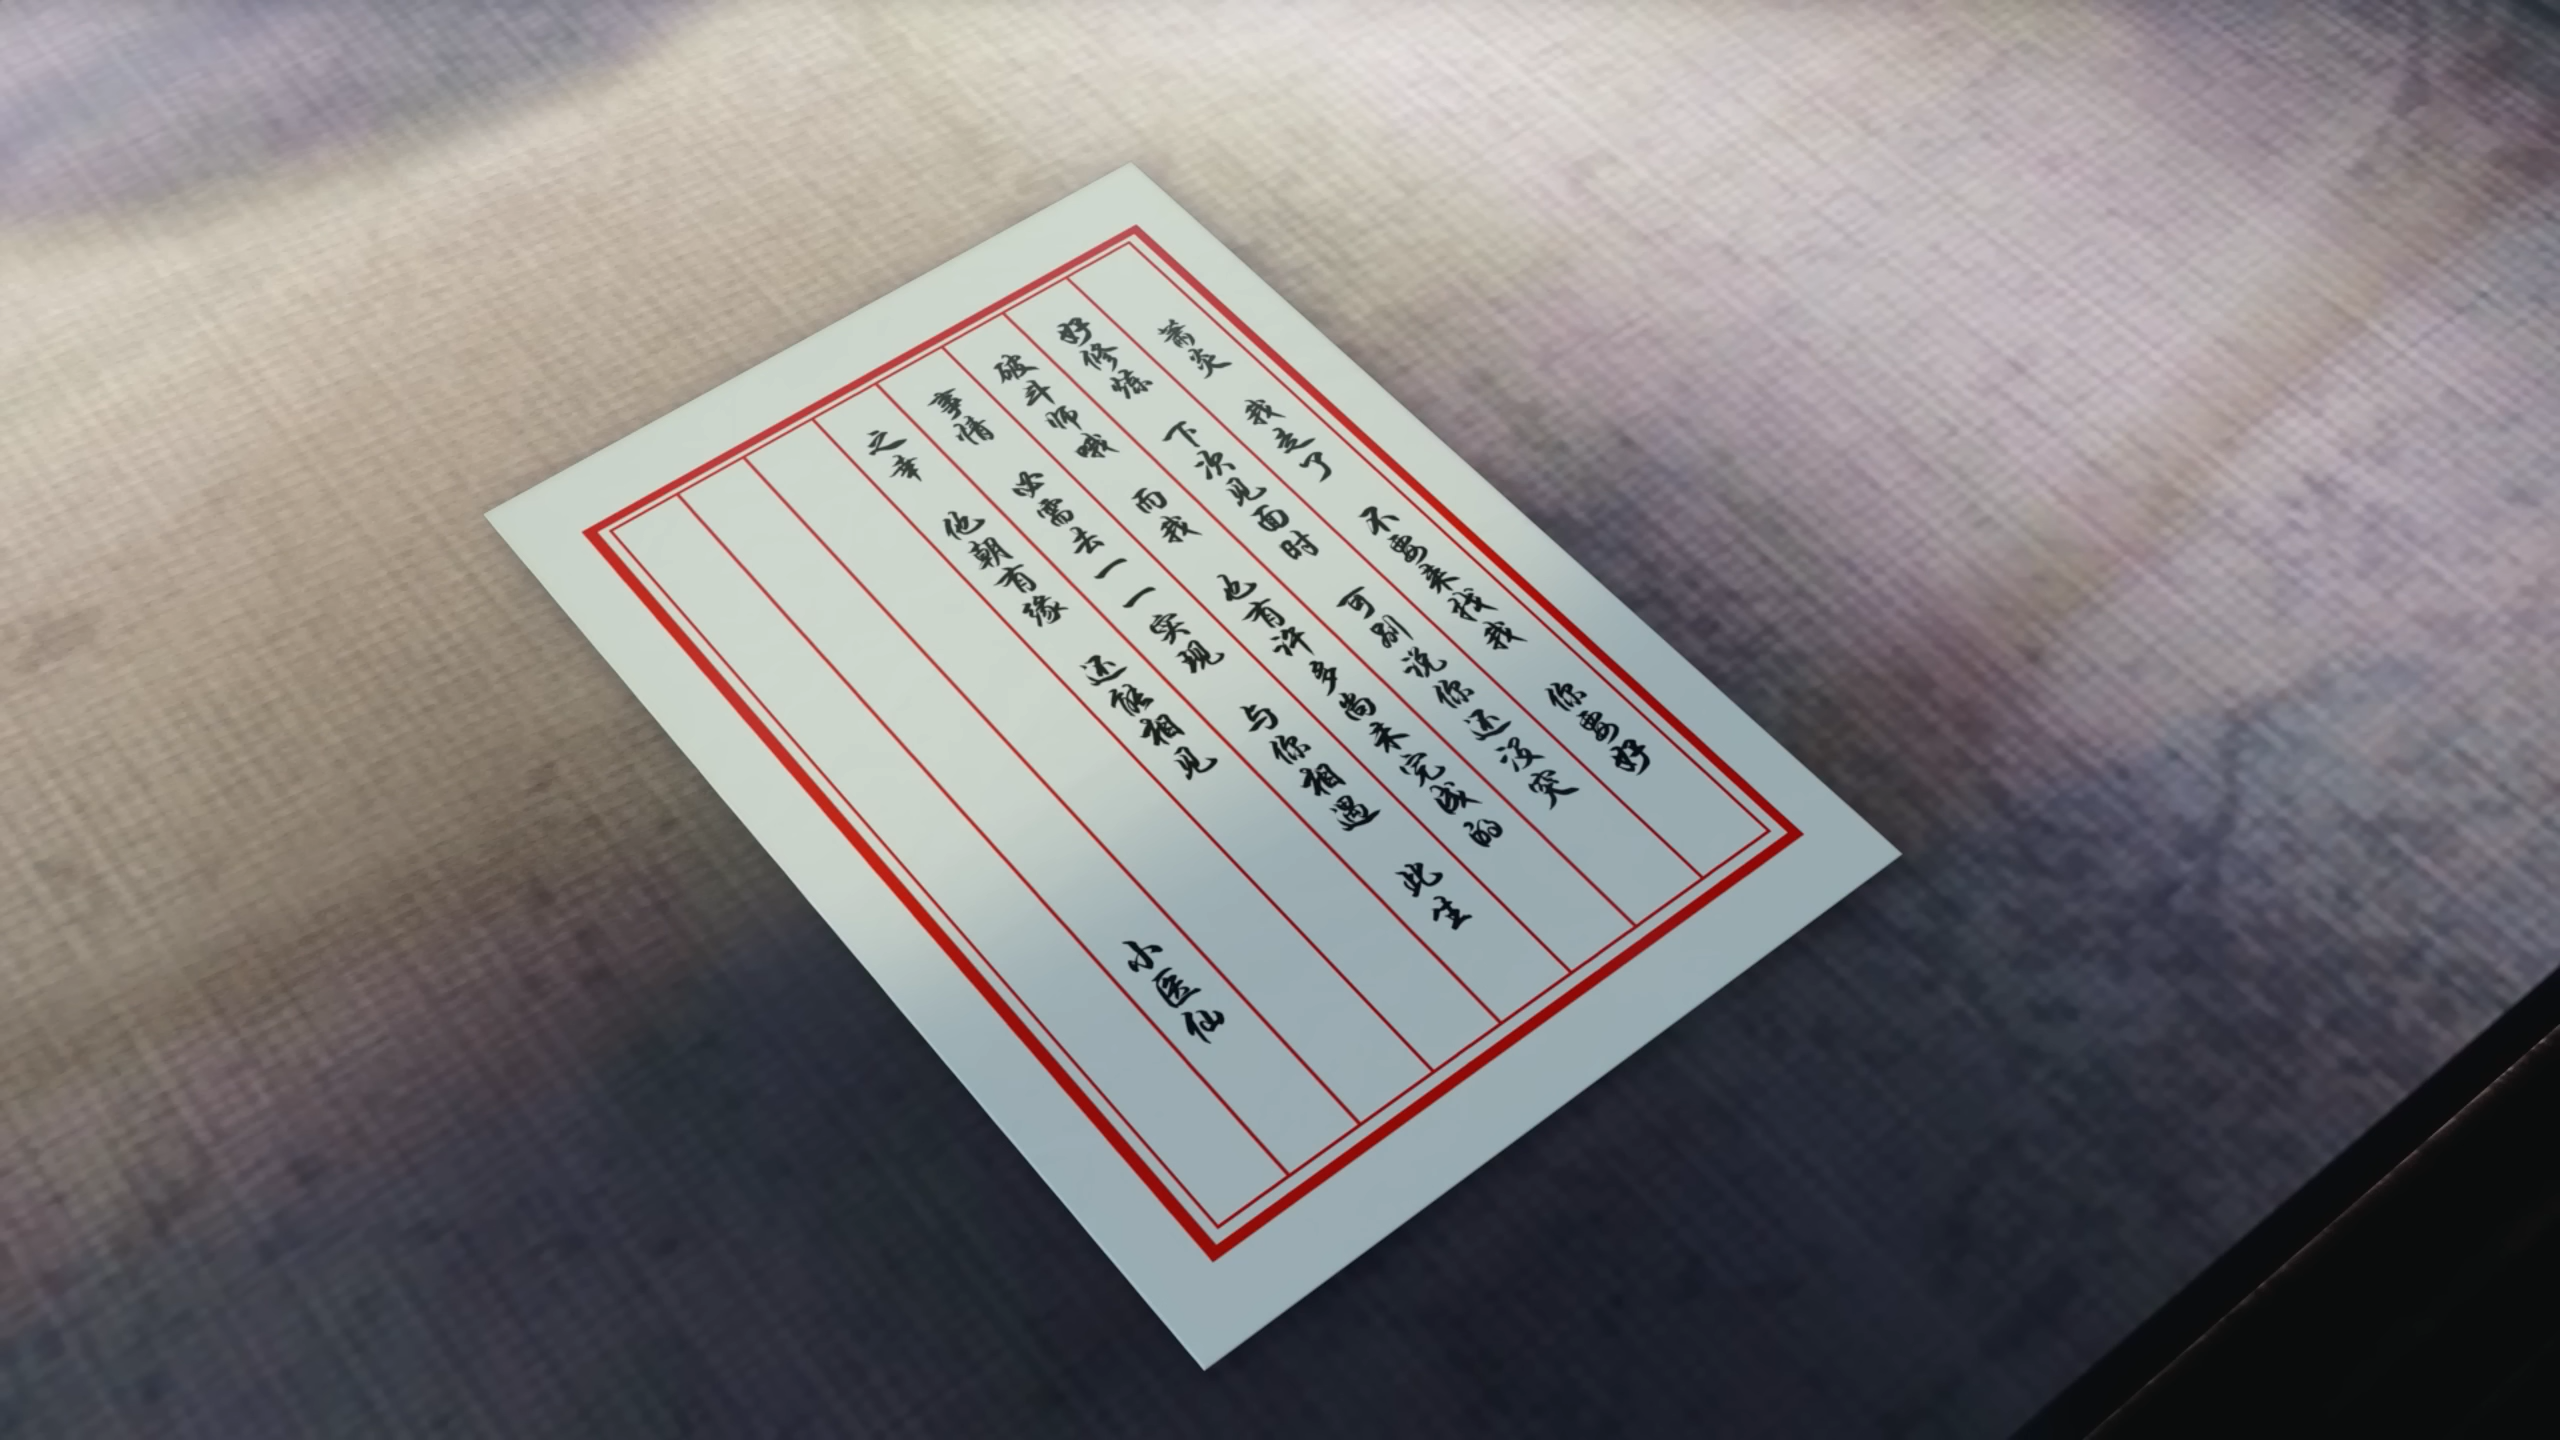 萧炎 我走了 不要来找我 你要好
好修炼 下次见面时 可别说你还没突
破斗师哦 而我 也有许多尚未完成的
事情 必需去一一实现 与你相遇 此生
之幸 他朝有缘 还能相见
小医仙